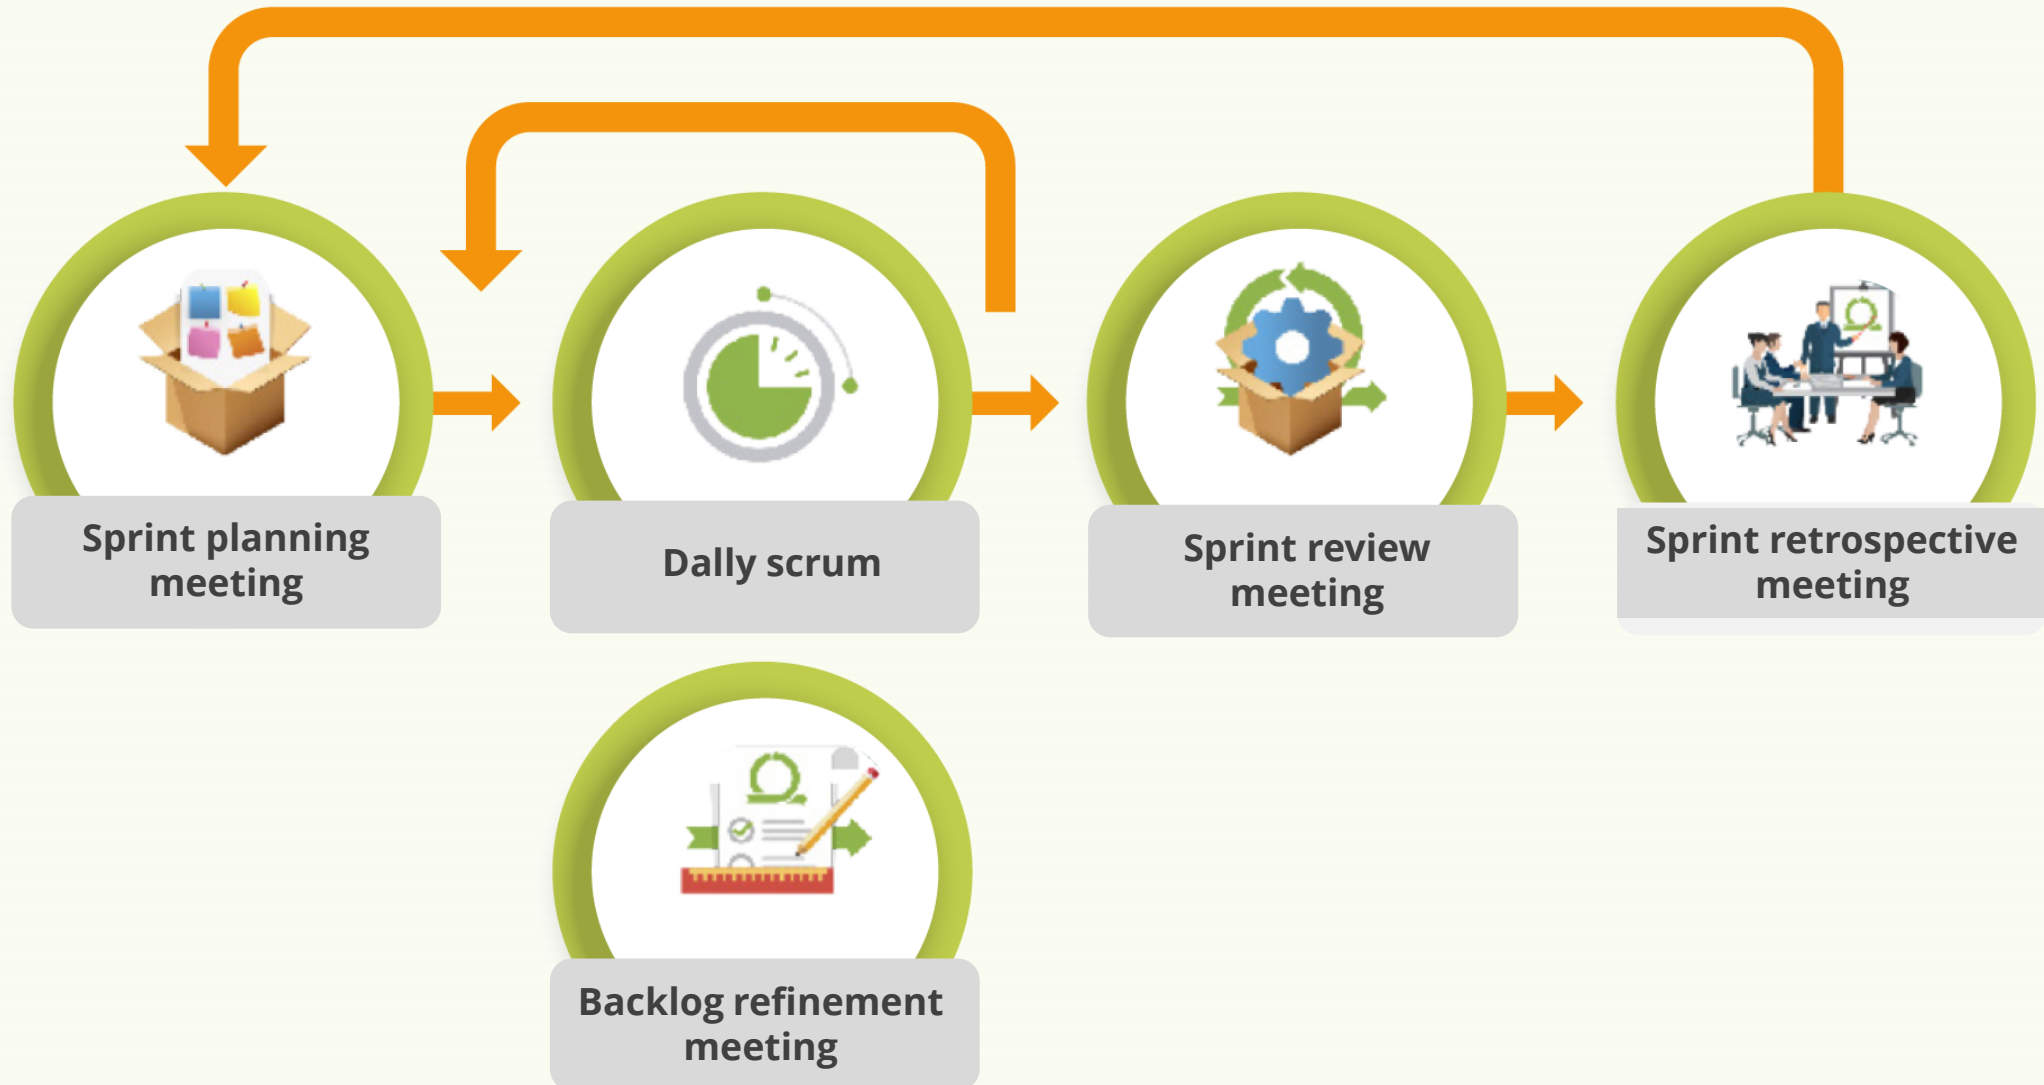 Sprint planning
meeting
Dally scrum
Sprint review
meeting
Sprint retrospective
meeting
Backlog refinement
meeting